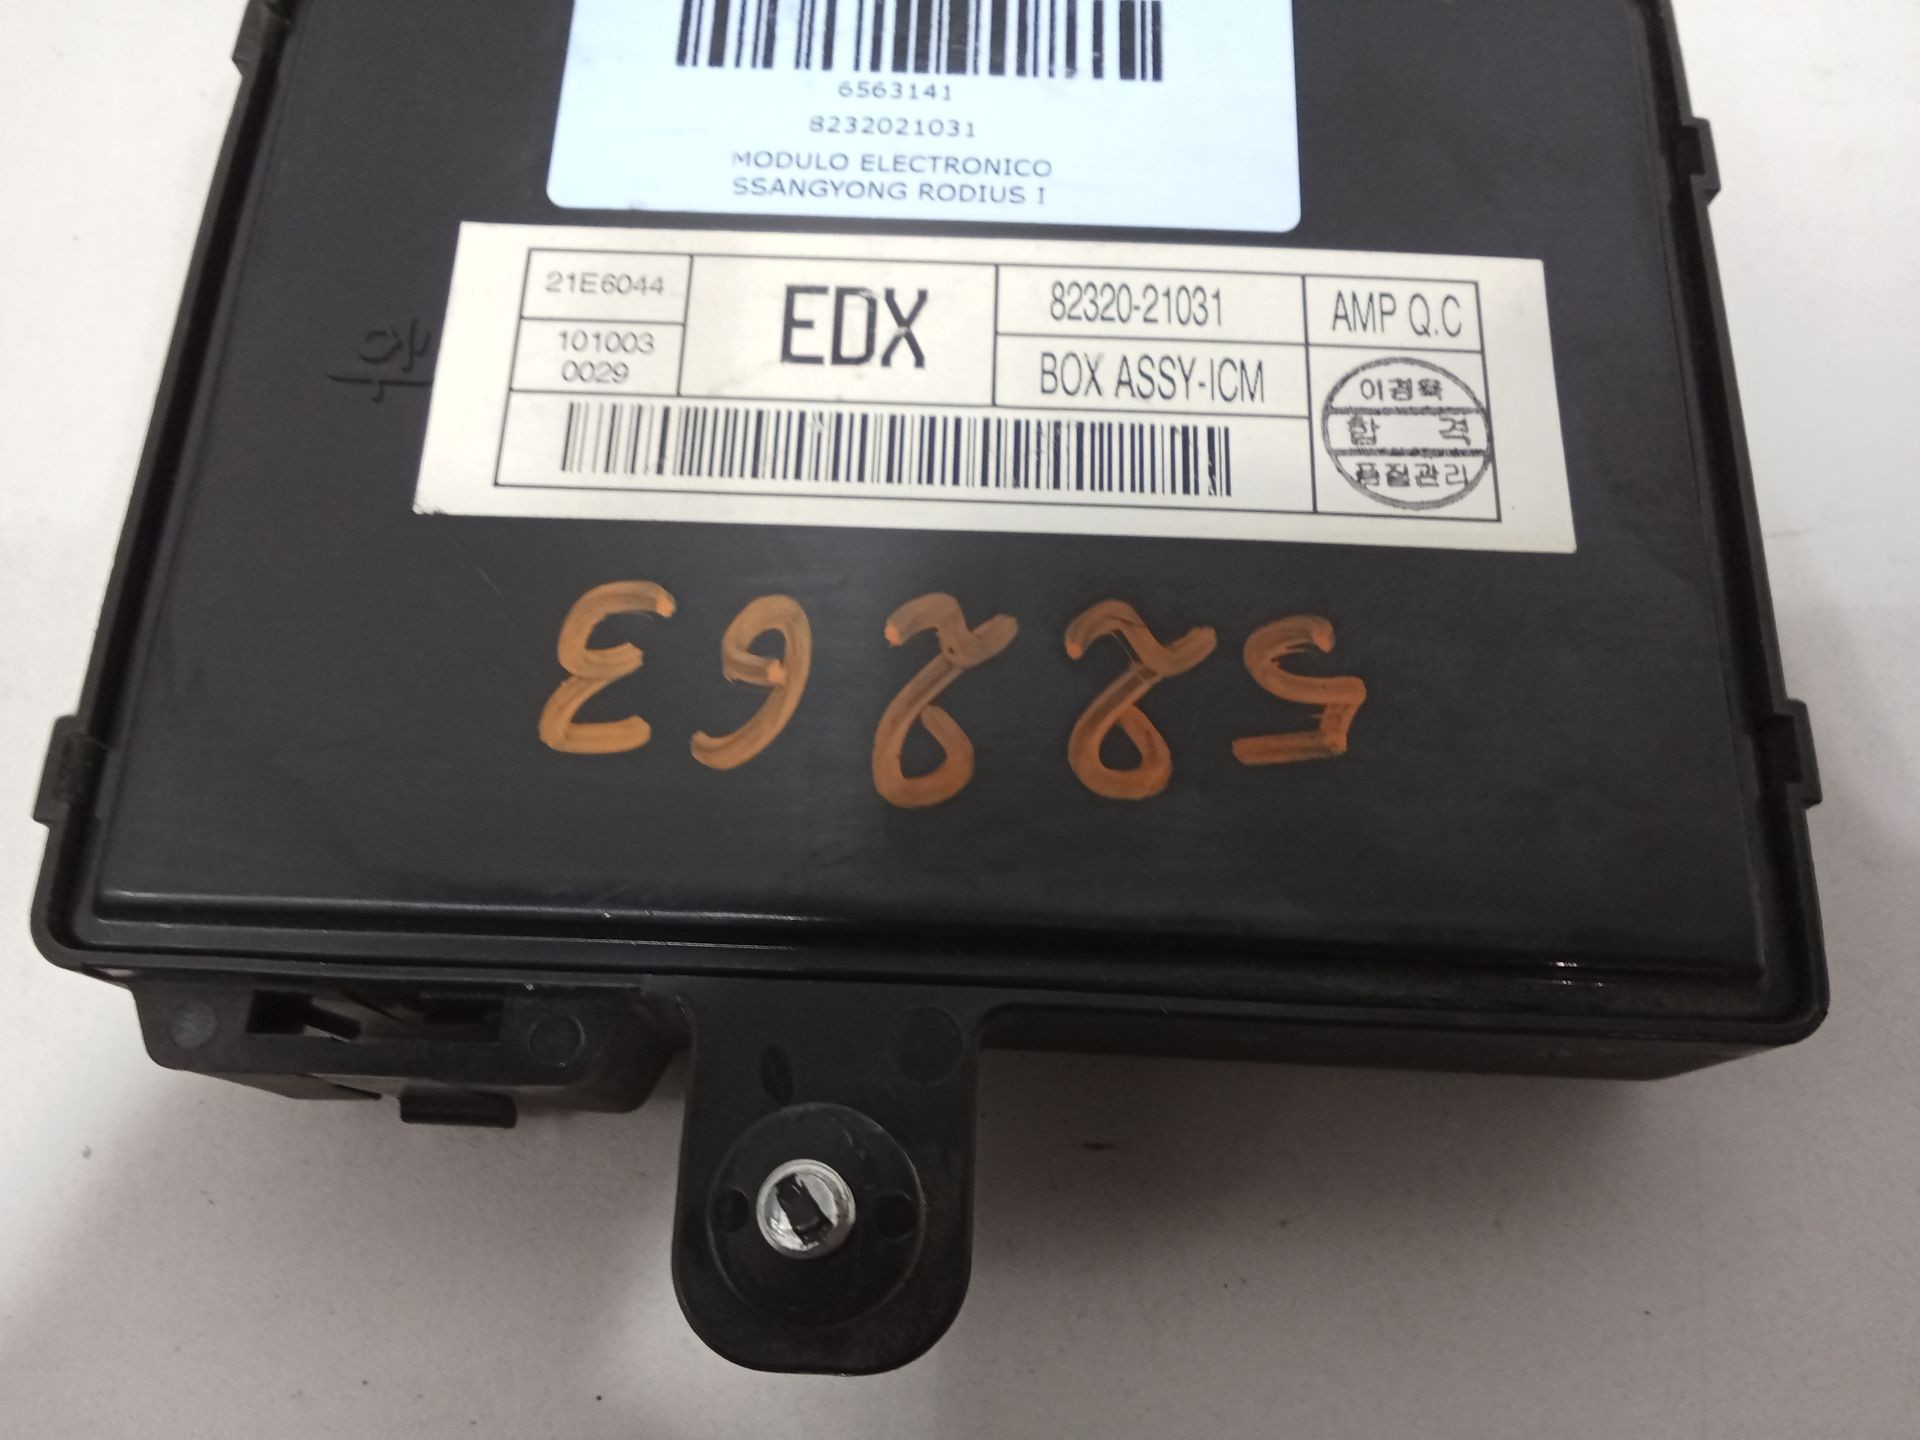 6563141
8232021031
MODULO ELECTRONICO
SSANGYONG RODIUS I
21E6044
101003
0029
EDX
82320-21031
BOX ASSY-ICM
AMP Q.C
합 격
품질관리
52263